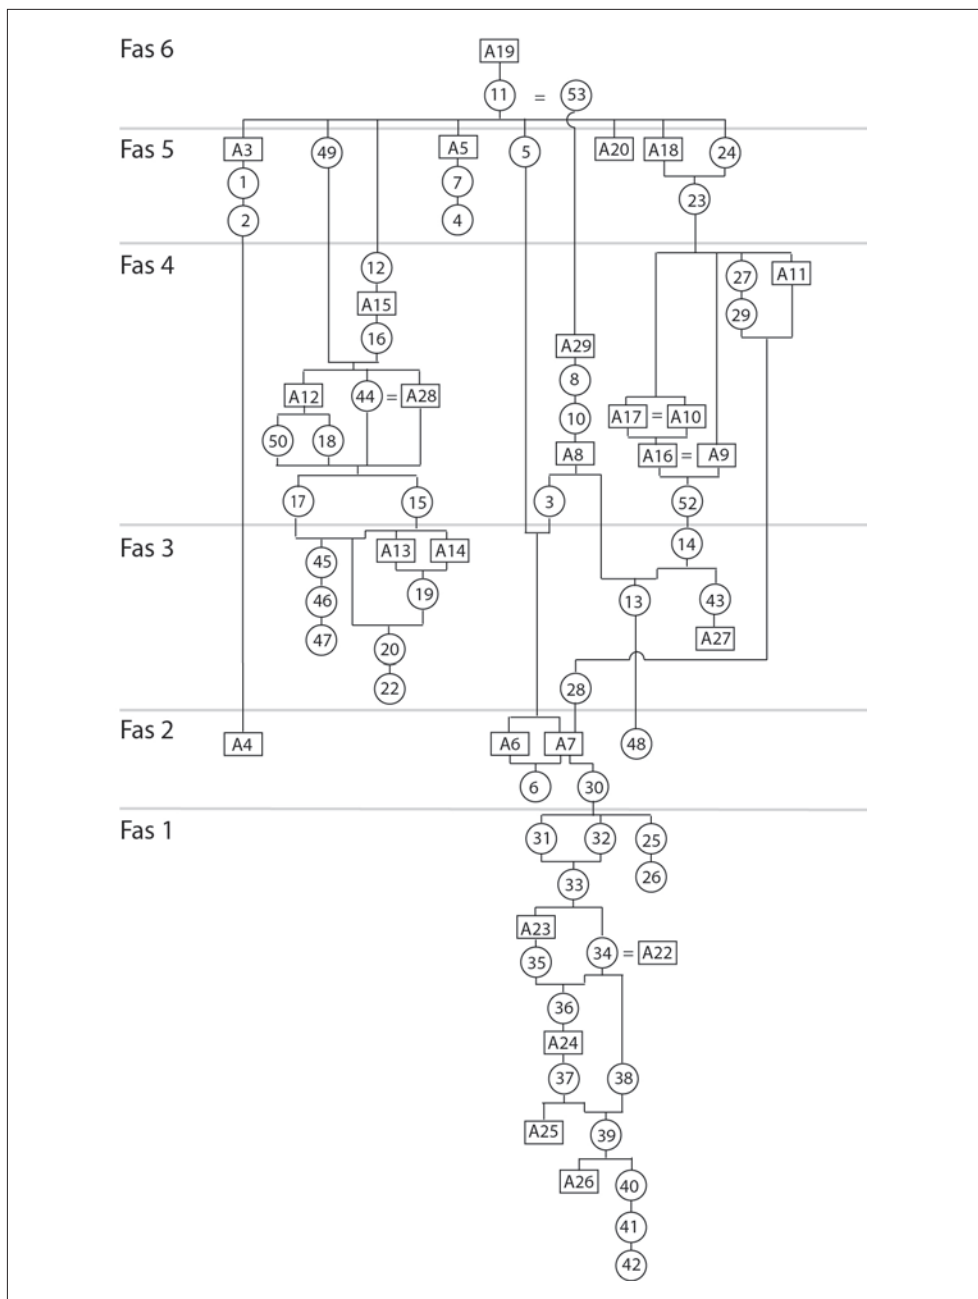 Fas 6
A19
11 = 53
Fas 5
A3 49 A5 5 A20 A18 24
1 7 23
2 4
Fas 4
12 27 A11
A15 29
16 A29
8
A12 44 = A28 10 A17 = A10
50 18 A8 A16 = A9
17 15 3 52
Fas 3
45 A13 A14 14
46 19 13 43
47 20 A27
22 28
Fas 2
A4 A6 A7 48
6 30
Fas 1
31 32 25
33 26
A23
35 34 = A22
36
A24
37 38
A25 39
A26 40
41
42